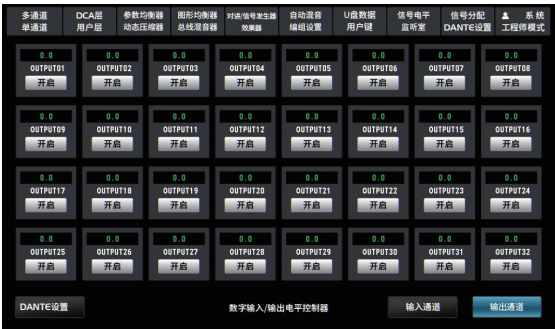 多通道 DCA层 参数均衡器 图形均衡器 对讲/信号发生器 自动混音 U盘数据 信号电平 信号分配 系统
单通道 用户层 动态压缩器 总线混音器 效果器 编组设置 用户键 监听室 DANTE设置 工程师模式
0.0 0.0 0.0 0.0 0.0 0.0 0.0 0.0
OUTPUT01 OUTPUT02 OUTPUT03 OUTPUT04 OUTPUT05 OUTPUT06 OUTPUT07 OUTPUT08
开启 开启 开启 开启 开启 开启 开启 开启
0.0 0.0 0.0 0.0 0.0 0.0 0.0 0.0
OUTPUT09 OUTPUT10 OUTPUT11 OUTPUT12 OUTPUT13 OUTPUT14 OUTPUT15 OUTPUT16
开启 开启 开启 开启 开启 开启 开启 开启
0.0 0.0 0.0 0.0 0.0 0.0 0.0 0.0
OUTPUT17 OUTPUT18 OUTPUT19 OUTPUT20 OUTPUT21 OUTPUT22 OUTPUT23 OUTPUT24
开启 开启 开启 开启 开启 开启 开启 开启
0.0 0.0 0.0 0.0 0.0 0.0 0.0 0.0
OUTPUT25 OUTPUT26 OUTPUT27 OUTPUT28 OUTPUT29 OUTPUT30 OUTPUT31 OUTPUT32
开启 开启 开启 开启 开启 开启 开启 开启
DANTE设置 数字输入/输出电平控制器 输入通道 输出通道